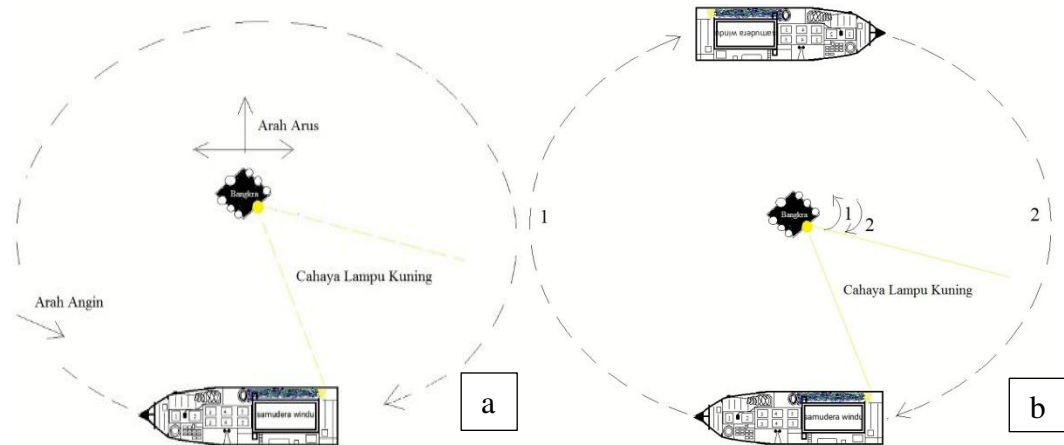 Arah Arus
Bangkra
Cahaya Lampu Kuning
Arah Angin
samudera windu
a
samudera windu
Bangkra
1
2
1
2
Cahaya Lampu Kuning
samudera windu
b